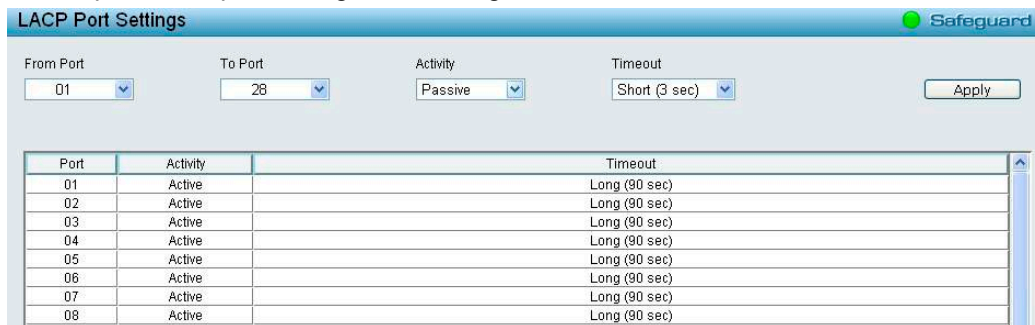 LACP Port Settings Safeguard
From Port To Port Activity Timeout
01 28 Passive Short (3 sec) Apply
Port Activity Timeout
01 Active Long (90 sec)
02 Active Long (90 sec)
03 Active Long (90 sec)
04 Active Long (90 sec)
05 Active Long (90 sec)
06 Active Long (90 sec)
07 Active Long (90 sec)
08 Active Long (90 sec)